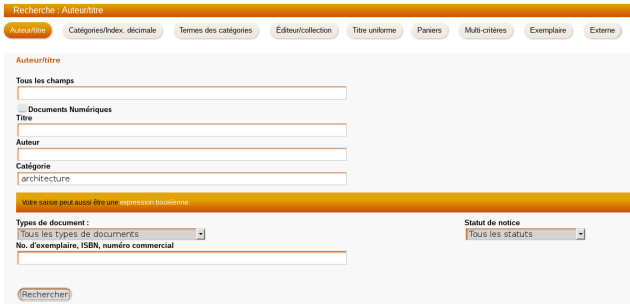 Recherche : Auteur/titre
Auteur/titre Catégories/Index. décimale Termes des catégories Éditeur/collection Titre uniforme Paniers Multi-critères Exemplaire Externe
Auteur/titre
Tous les champs
Documents Numériques
Titre
Auteur
Catégorie
architecture
Votre saisie peut aussi être une expression booléenne.
Types de document : Statut de notice
Tous les types de documents Tous les statuts
No. d'exemplaire, ISBN, numéro commercial
Rechercher